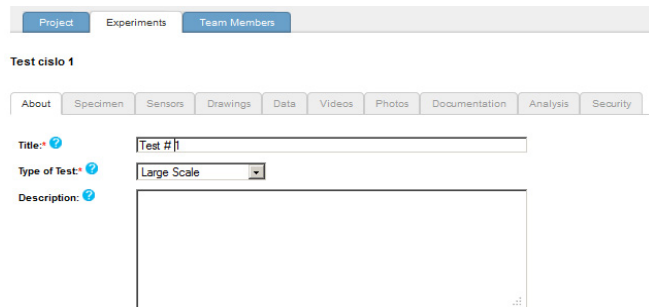 Project Experiments Team Members
Test cislo 1
About Specimen Sensors Drawings Data Videos Photos Documentation Analysis Security
Title:* ? Test # 1
Type of Test:* ? Large Scale
Description: ?